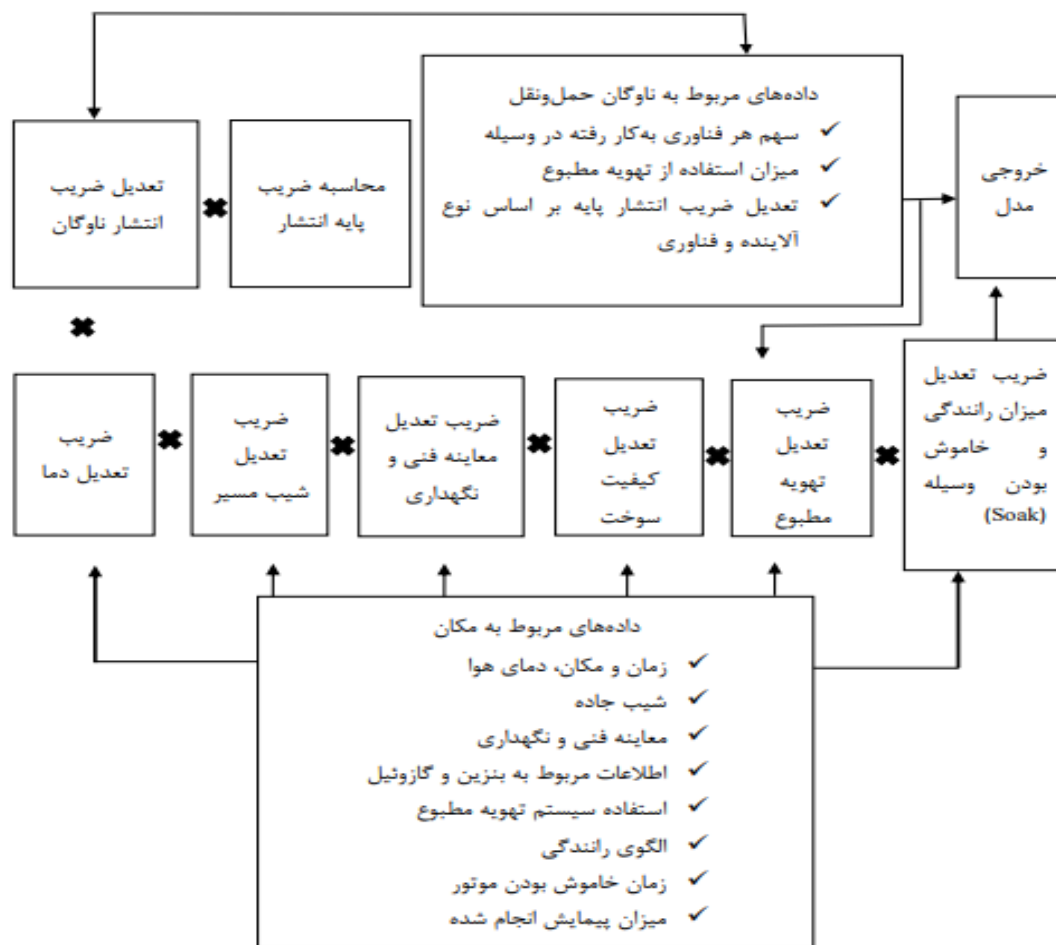 داده‌های مربوط به ناوگان حمل‌ونقل
✓ سهم هر فناوری به‌کار رفته در وسیله
✓ میزان استفاده از تهویه مطبوع
✓ تعدیل ضریب انتشار پایه بر اساس نوع
آلاینده و فناوری
خروجی
مدل
محاسبه ضریب
پایه انتشار
تعدیل ضریب
انتشار ناوگان
ضریب تعدیل
میزان رانندگی
و خاموش
بودن وسیله
(Soak)
ضریب
تعدیل
تهویه
مطبوع
ضریب
تعدیل
کیفیت
سوخت
ضریب تعدیل
معاینه فنی و
نگهداری
ضریب
تعدیل
شیب مسیر
ضریب
تعدیل دما
داده‌های مربوط به مکان
✓ زمان و مکان، دمای هوا
✓ شیب جاده
✓ معاینه فنی و نگهداری
✓ اطلاعات مربوط به بنزین و گازوئیل
✓ استفاده سیستم تهویه مطبوع
✓ الگوی رانندگی
✓ زمان خاموش بودن موتور
✓ میزان پیمایش انجام شده